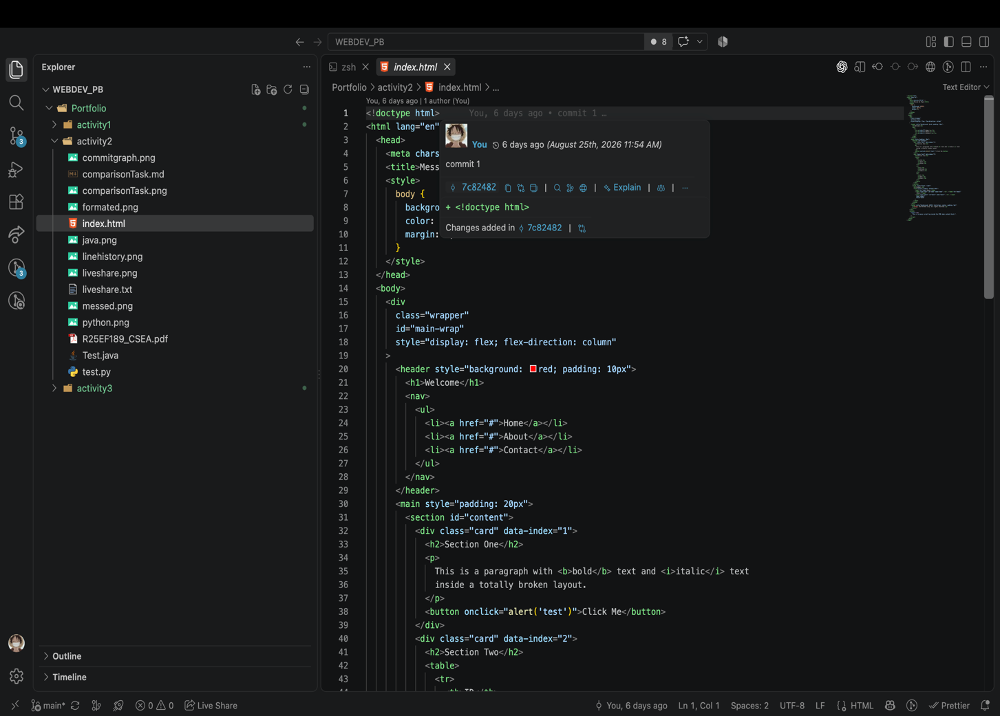 WEBDEV_PB
8
Explorer
zsh
index.html
WEBDEV_PB
Portfolio
activity1
activity2
commitgraph.png
comparisonTask.md
comparisonTask.png
formated.png
index.html
java.png
linehistory.png
liveshare.png
liveshare.txt
messed.png
python.png
R25EF189_CSEA.pdf
Test.java
test.py
activity3
Outline
Timeline
3
3
Portfolio > activity2 > index.html > ...
Text Editor
You, 6 days ago | 1 author (You)
1 <!doctype html> You, 6 days ago • commit 1 …
2 <html lang="en"
3 <head>
4 <meta chars
5 <title>Mess
6 <style>
7 body {
8 backgro
9 color:
10 margin:
11 }
12 </style>
13 </head>
14 <body>
15 <div
16 class="wrapper"
17 id="main-wrap"
18 style="display: flex; flex-direction: column"
19 >
20 <header style="background: red; padding: 10px">
21 <h1>Welcome</h1>
22 <nav>
23 <ul>
24 <li><a href="#">Home</a></li>
25 <li><a href="#">About</a></li>
26 <li><a href="#">Contact</a></li>
27 </ul>
28 </nav>
29 </header>
30 <main style="padding: 20px">
31 <section id="content">
32 <div class="card" data-index="1">
33 <h2>Section One</h2>
34 <p>
35 This is a paragraph with <b>bold</b> text and <i>italic</i> text
36 inside a totally broken layout.
37 </p>
38 <button onclick="alert('test')">Click Me</button>
39 </div>
40 <div class="card" data-index="2">
41 <h2>Section Two</h2>
42 <table>
43 <tr>
You 6 days ago (August 25th, 2026 11:54 AM)
commit 1
7c82482 | | Explain | | ...
+ <!doctype html>
Changes added in 7c82482 |
main* 0 0 Live Share
You, 6 days ago Ln 1, Col 1 Spaces: 2 UTF-8 LF HTML Prettier